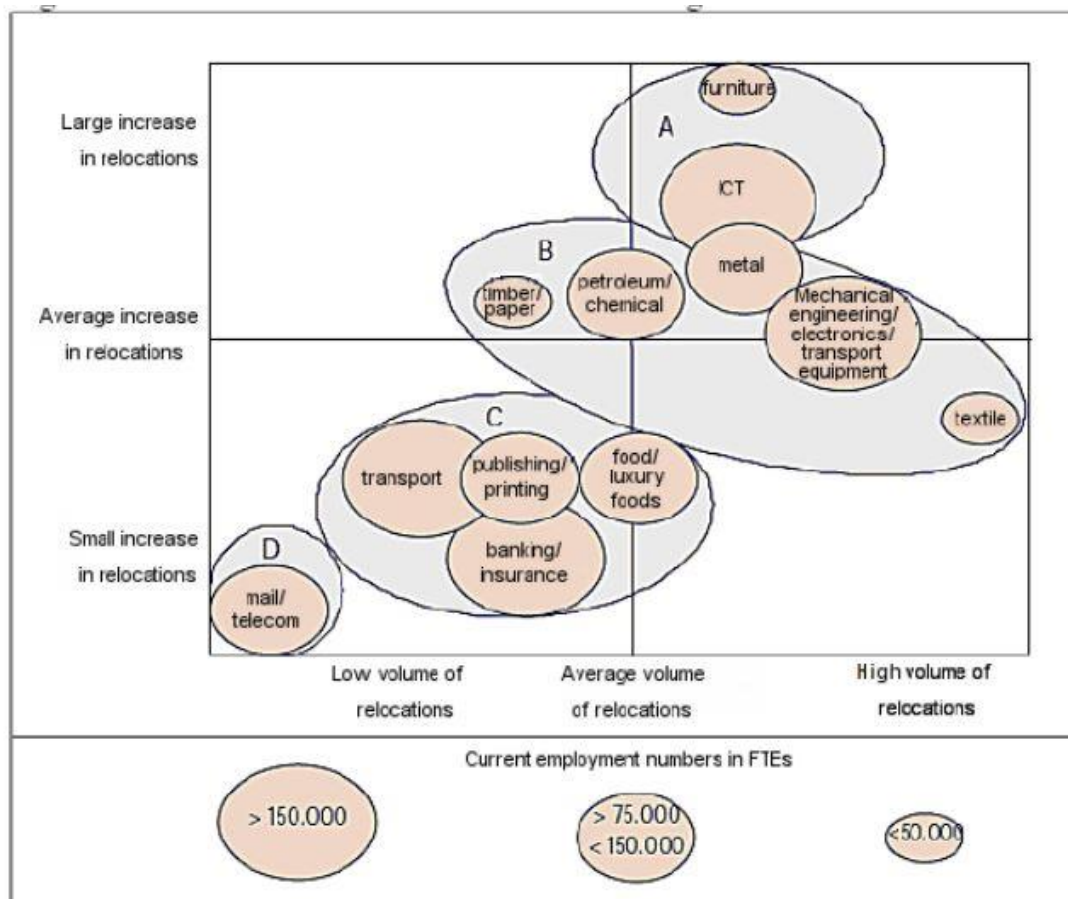 furniture
Large increase
in relocations
A
ICT
B
metal
timber/
paper
petroleum/
chemical
Mechanical
engineering/
electronics/
transport
equipment
Average increase
in relocations
textile
C
transport
publishing/
printing
food/
luxury
foods
Small increase
in relocations
banking/
insurance
D
mail/
telecom
Low volume of
relocations
Average volume
of relocations
High volume of
relocations
Current employment numbers in FTEs
> 150.000
> 75.000
< 150.000
<50.000